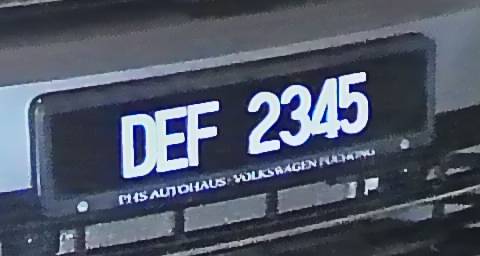 DEF 2345
PHS AUTOHAUS - VOLKSWAGEN PUCHONG